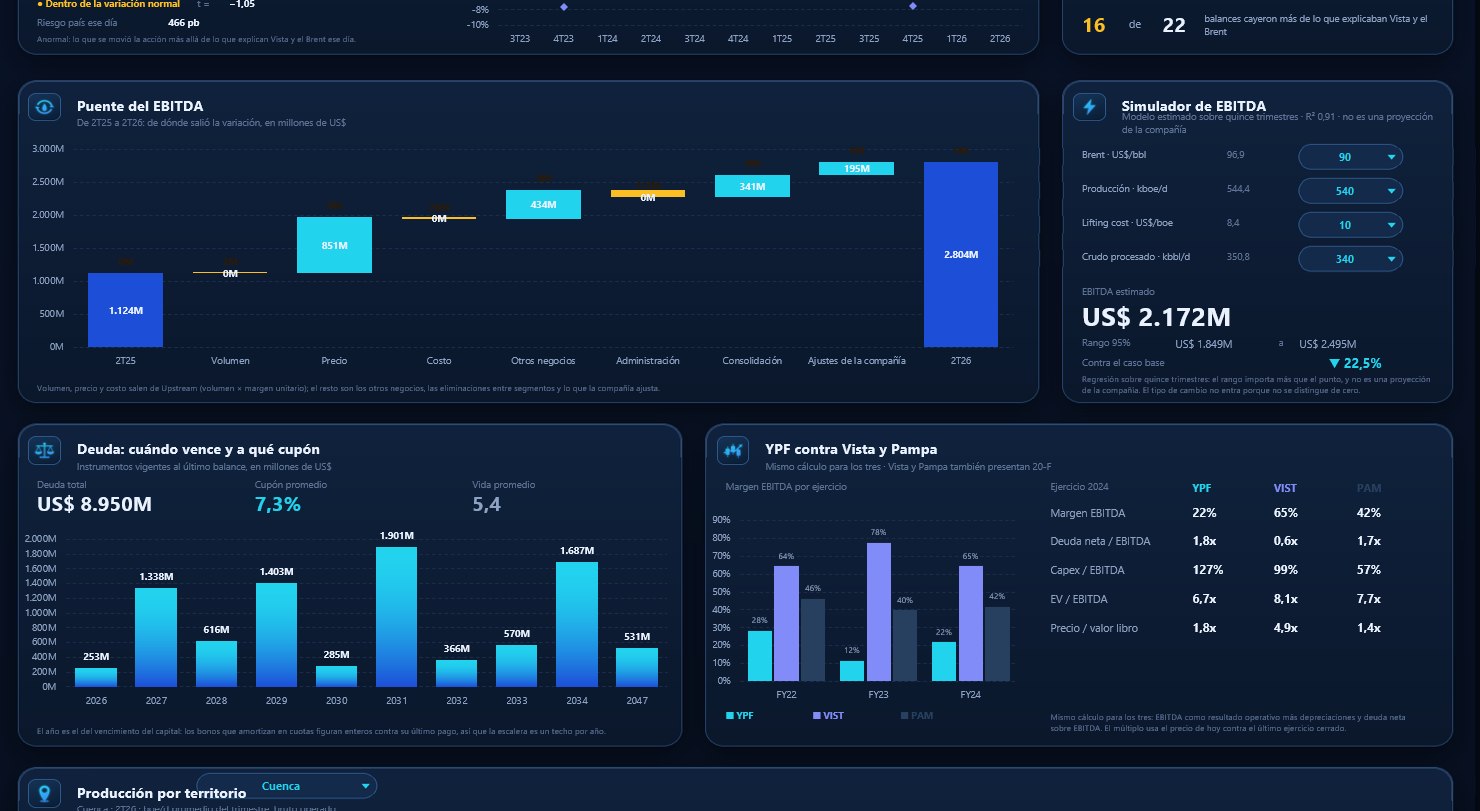 ● Dentro de la variación normal t = −1,05
Riesgo país ese día 466 pb
Anormal: lo que se movió la acción más allá de lo que explican Vista y el Brent ese día.
-8%
-10%
3T23 4T23 1T24 2T24 3T24 4T24 1T25 2T25 3T25 4T25 1T26 2T26
16 de 22 balances cayeron más de lo que explicaban Vista y el
Brent
Puente del EBITDA
De 2T25 a 2T26: de dónde salió la variación, en millones de US$
3.000M
2.500M
2.000M
1.500M
1.000M
500M
0M
1.124M
0M
851M
0M
434M
0M
341M
195M
2.804M
2T25 Volumen Precio Costo Otros negocios Administración Consolidación Ajustes de la compañía 2T26
Volumen, precio y costo salen de Upstream (volumen × margen unitario); el resto son los otros negocios, las eliminaciones entre segmentos y lo que la compañía ajusta.
Simulador de EBITDA
Modelo estimado sobre quince trimestres · R² 0,91 · no es una proyección
de la compañía
Brent · US$/bbl 96,9 90
Producción · kboe/d 544,4 540
Lifting cost · US$/boe 8,4 10
Crudo procesado · kbbl/d 350,8 340
EBITDA estimado
US$ 2.172M
Rango 95% US$ 1.849M a US$ 2.495M
Contra el caso base ▼ 22,5%
Regresión sobre quince trimestres: el rango importa más que el punto, y no es una proyección
de la compañía. El tipo de cambio no entra porque no se distingue de cero.
Deuda: cuándo vence y a qué cupón
Instrumentos vigentes al último balance, en millones de US$
Deuda total Cupón promedio Vida promedio
US$ 8.950M 7,3% 5,4
2.000M
1.800M
1.600M
1.400M
1.200M
1.000M
800M
600M
400M
200M
0M
253M
1.338M
616M
1.403M
285M
1.901M
366M
570M
1.687M
531M
2026 2027 2028 2029 2030 2031 2032 2033 2034 2047
El año es el del vencimiento del capital: los bonos que amortizan en cuotas figuran enteros contra su último pago, así que la escalera es un techo por año.
YPF contra Vista y Pampa
Mismo cálculo para los tres · Vista y Pampa también presentan 20-F
Margen EBITDA por ejercicio
90%
80%
70%
60%
50%
40%
30%
20%
10%
0%
28% 64% 46%
12% 78% 40%
22% 65% 42%
FY22 FY23 FY24
YPF VIST PAM
Ejercicio 2024 YPF VIST PAM
Margen EBITDA 22% 65% 42%
Deuda neta / EBITDA 1,8x 0,6x 1,7x
Capex / EBITDA 127% 99% 57%
EV / EBITDA 6,7x 8,1x 7,7x
Precio / valor libro 1,8x 4,9x 1,4x
Mismo cálculo para los tres: EBITDA como resultado operativo más depreciaciones y deuda neta
sobre EBITDA. El múltiplo usa el precio de hoy contra el último ejercicio cerrado.
Producción por territorio
Cuenca
Cuenca · 2T26 · boe/d promedio del trimestre, bruto operado